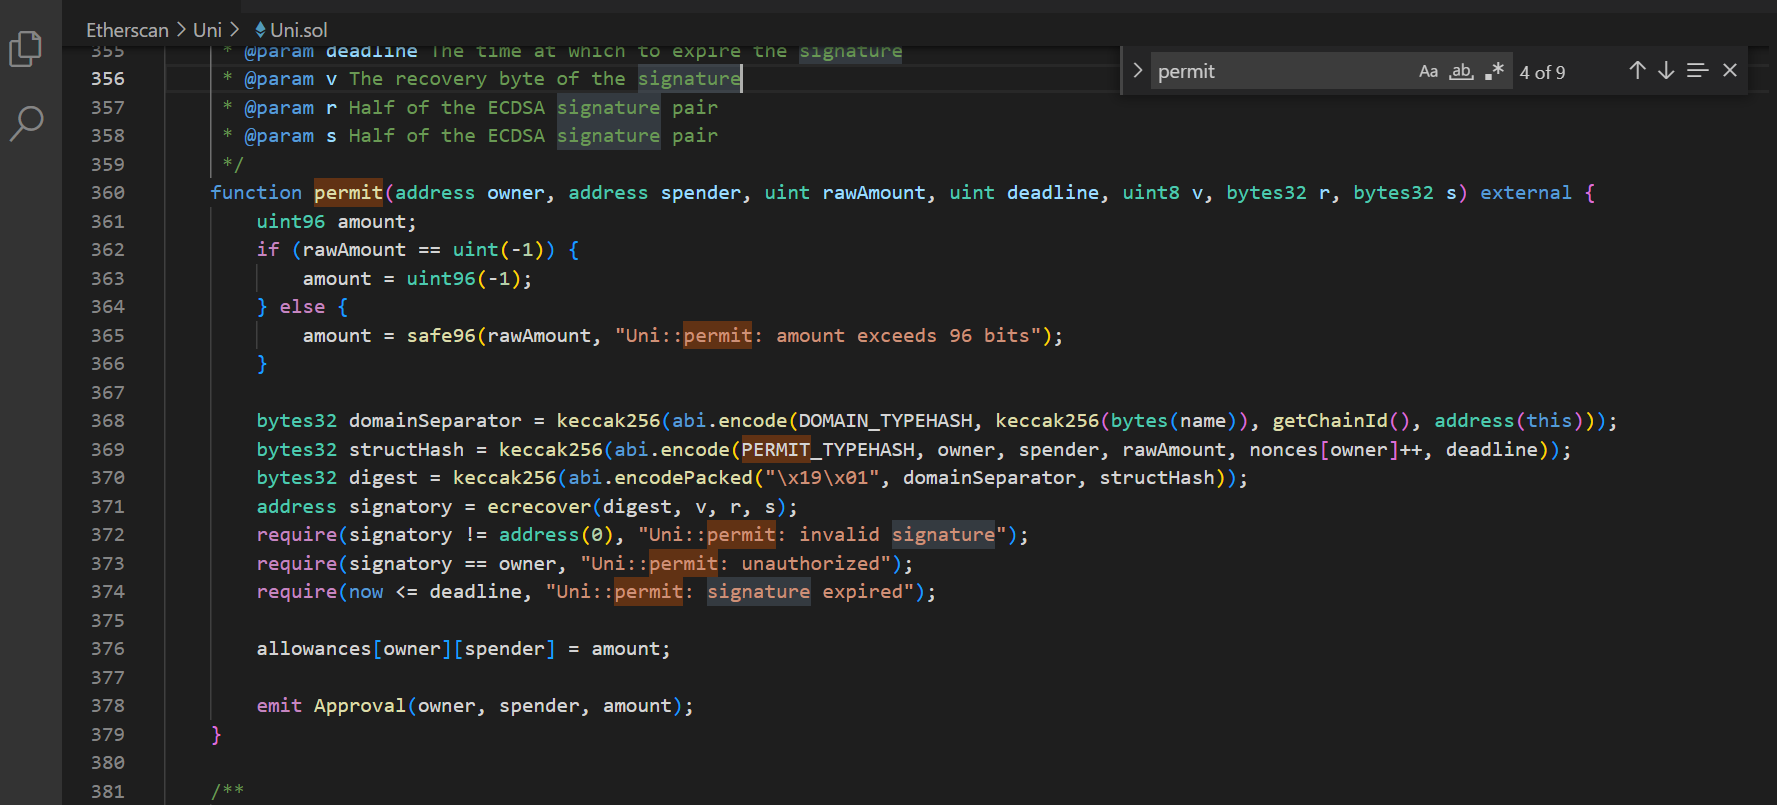 Etherscan > Uni > Uni.sol
permit Aa ab .* 4 of 9
355 * @param deadline The time at which to expire the signature
356 * @param v The recovery byte of the signature
357 * @param r Half of the ECDSA signature pair
358 * @param s Half of the ECDSA signature pair
359 */
360 function permit(address owner, address spender, uint rawAmount, uint deadline, uint8 v, bytes32 r, bytes32 s) external {
361 uint96 amount;
362 if (rawAmount == uint(-1)) {
363 amount = uint96(-1);
364 } else {
365 amount = safe96(rawAmount, "Uni::permit: amount exceeds 96 bits");
366 }
367
368 bytes32 domainSeparator = keccak256(abi.encode(DOMAIN_TYPEHASH, keccak256(bytes(name)), getChainId(), address(this)));
369 bytes32 structHash = keccak256(abi.encode(PERMIT_TYPEHASH, owner, spender, rawAmount, nonces[owner]++, deadline));
370 bytes32 digest = keccak256(abi.encodePacked("\x19\x01", domainSeparator, structHash));
371 address signatory = ecrecover(digest, v, r, s);
372 require(signatory != address(0), "Uni::permit: invalid signature");
373 require(signatory == owner, "Uni::permit: unauthorized");
374 require(now <= deadline, "Uni::permit: signature expired");
375
376 allowances[owner][spender] = amount;
377
378 emit Approval(owner, spender, amount);
379 }
380
381 /**